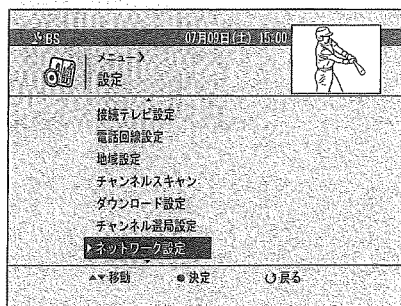 BS 07月09日(土) 15:00
メニュー❯
設定
接続テレビ設定
電話回線設定
地域設定
チャンネルスキャン
ダウンロード設定
チャンネル選局設定
▶ネットワーク設定
▲▼移動 ●決定 ↺戻る